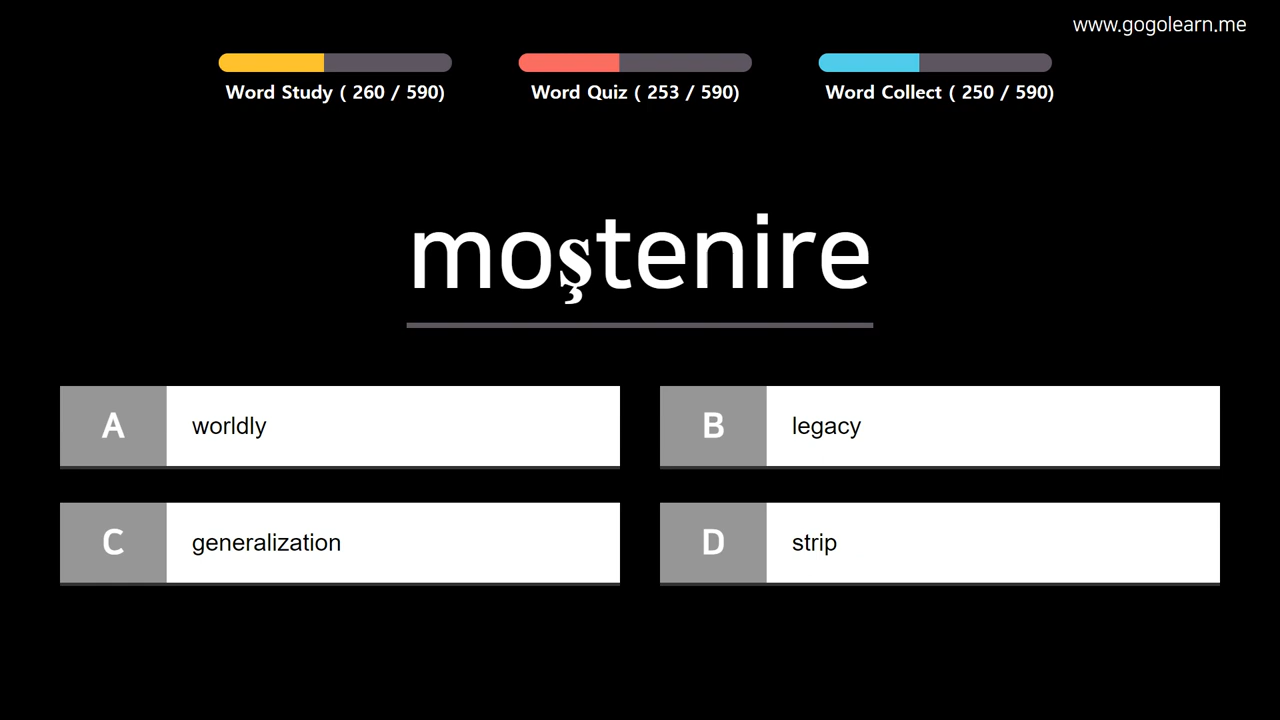 www.gogolearn.me
Word Study ( 260 / 590)
Word Quiz ( 253 / 590)
Word Collect ( 250 / 590)
moştenire
A worldly
B legacy
C generalization
D strip